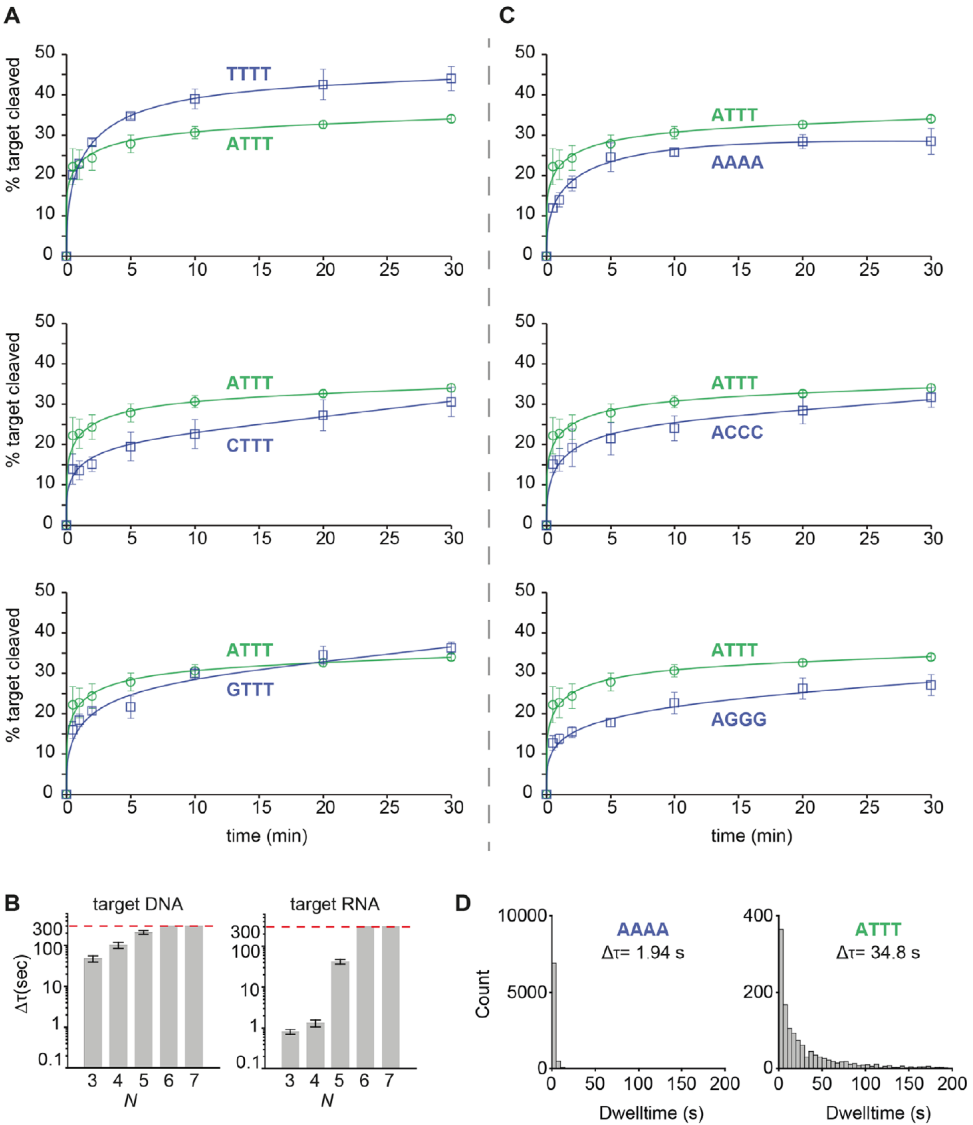 A
% target cleaved
50
40
30
20
10
0
TTTT
ATTT
0 5 10 15 20 25 30
% target cleaved
50
40
30
20
10
0
ATTT
CTTT
0 5 10 15 20 25 30
% target cleaved
50
40
30
20
10
0
ATTT
GTTT
0 5 10 15 20 25 30
time (min)
C
50
40
30
20
10
0
ATTT
AAAA
0 5 10 15 20 25 30
50
40
30
20
10
0
ATTT
ACCC
0 5 10 15 20 25 30
50
40
30
20
10
0
ATTT
AGGG
0 5 10 15 20 25 30
time (min)
B
target DNA
Δτ(sec)
300
100
10
1
0.1
3 4 5 6 7
N
target RNA
300
100
10
1
0.1
3 4 5 6 7
N
D
Count
10000
5000
0
AAAA
Δτ= 1.94 s
0 50 100 150 200
Dwelltime (s)
400
200
0
ATTT
Δτ= 34.8 s
0 50 100 150 200
Dwelltime (s)